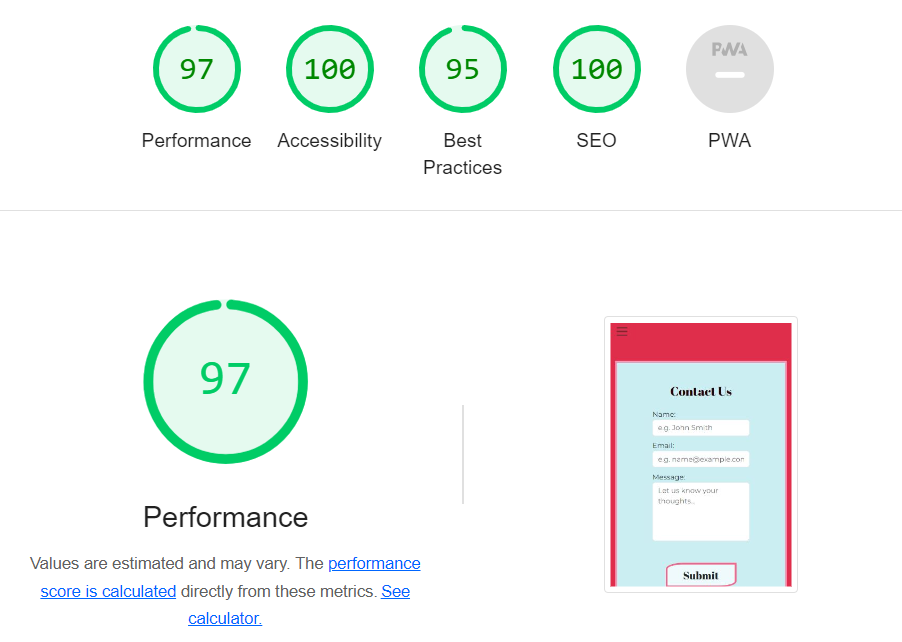 97
100
95
100
PWA
Performance
Accessibility
Best
Practices
SEO
PWA
97
Performance
Values are estimated and may vary. The performance
score is calculated directly from these metrics. See
calculator.
Contact Us
Name:
e.g. John Smith
Email:
e.g. name@example.con
Message:
Let us know your
thoughts..
Submit